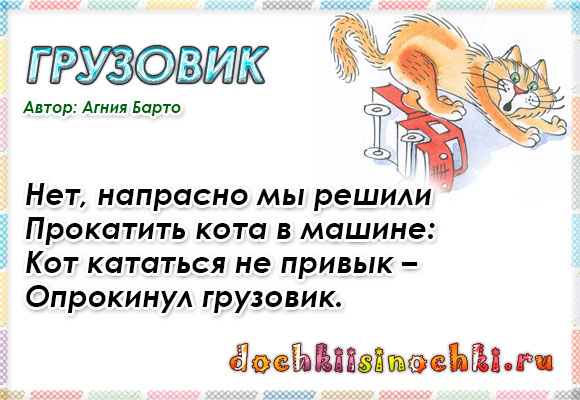 ГРУЗОВИК
Автор: Агния Барто
Нет, напрасно мы решили
Прокатить кота в машине:
Кот кататься не привык –
Опрокинул грузовик.
dochkiisinochki.ru